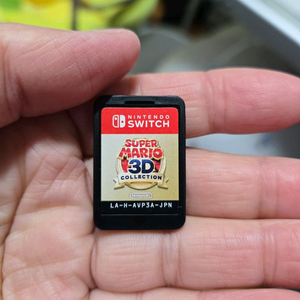 NINTENDO
SWITCH
SUPER
MARIO
3D
COLLECTION
LA-H-AVP3A-JPN